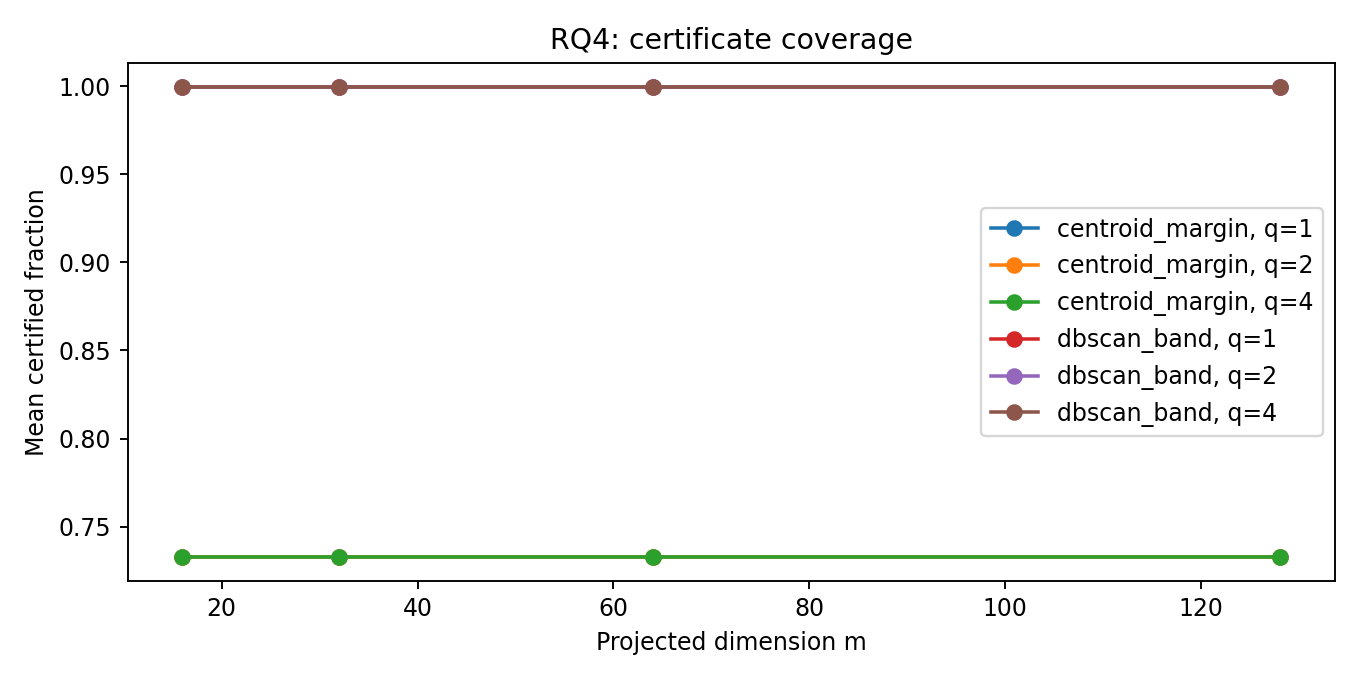 RQ4: certificate coverage
Mean certified fraction
1.00
0.95
0.90
0.85
0.80
0.75
centroid_margin, q=1
centroid_margin, q=2
centroid_margin, q=4
dbscan_band, q=1
dbscan_band, q=2
dbscan_band, q=4
20 40 60 80 100 120
Projected dimension m